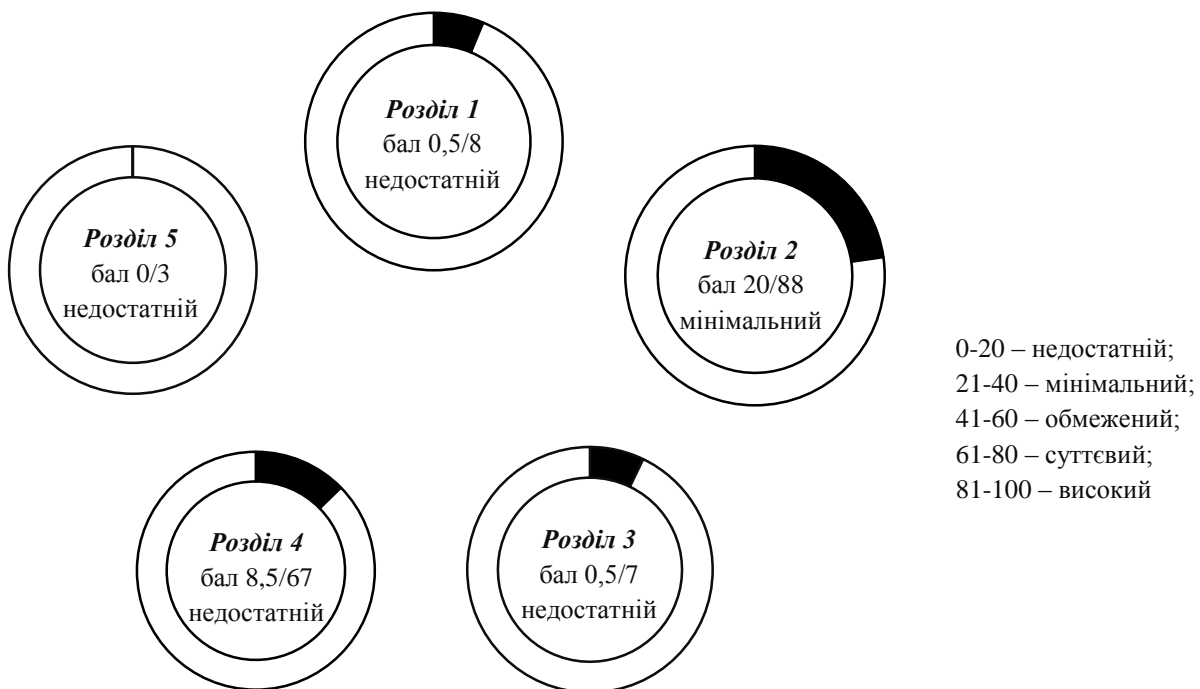 Розділ 1
бал 0,5/8
недостатній
Розділ 5
бал 0/3
недостатній
Розділ 2
бал 20/88
мінімальний
0-20 – недостатній;
21-40 – мінімальний;
41-60 – обмежений;
61-80 – суттєвий;
81-100 – високий
Розділ 4
бал 8,5/67
недостатній
Розділ 3
бал 0,5/7
недостатній